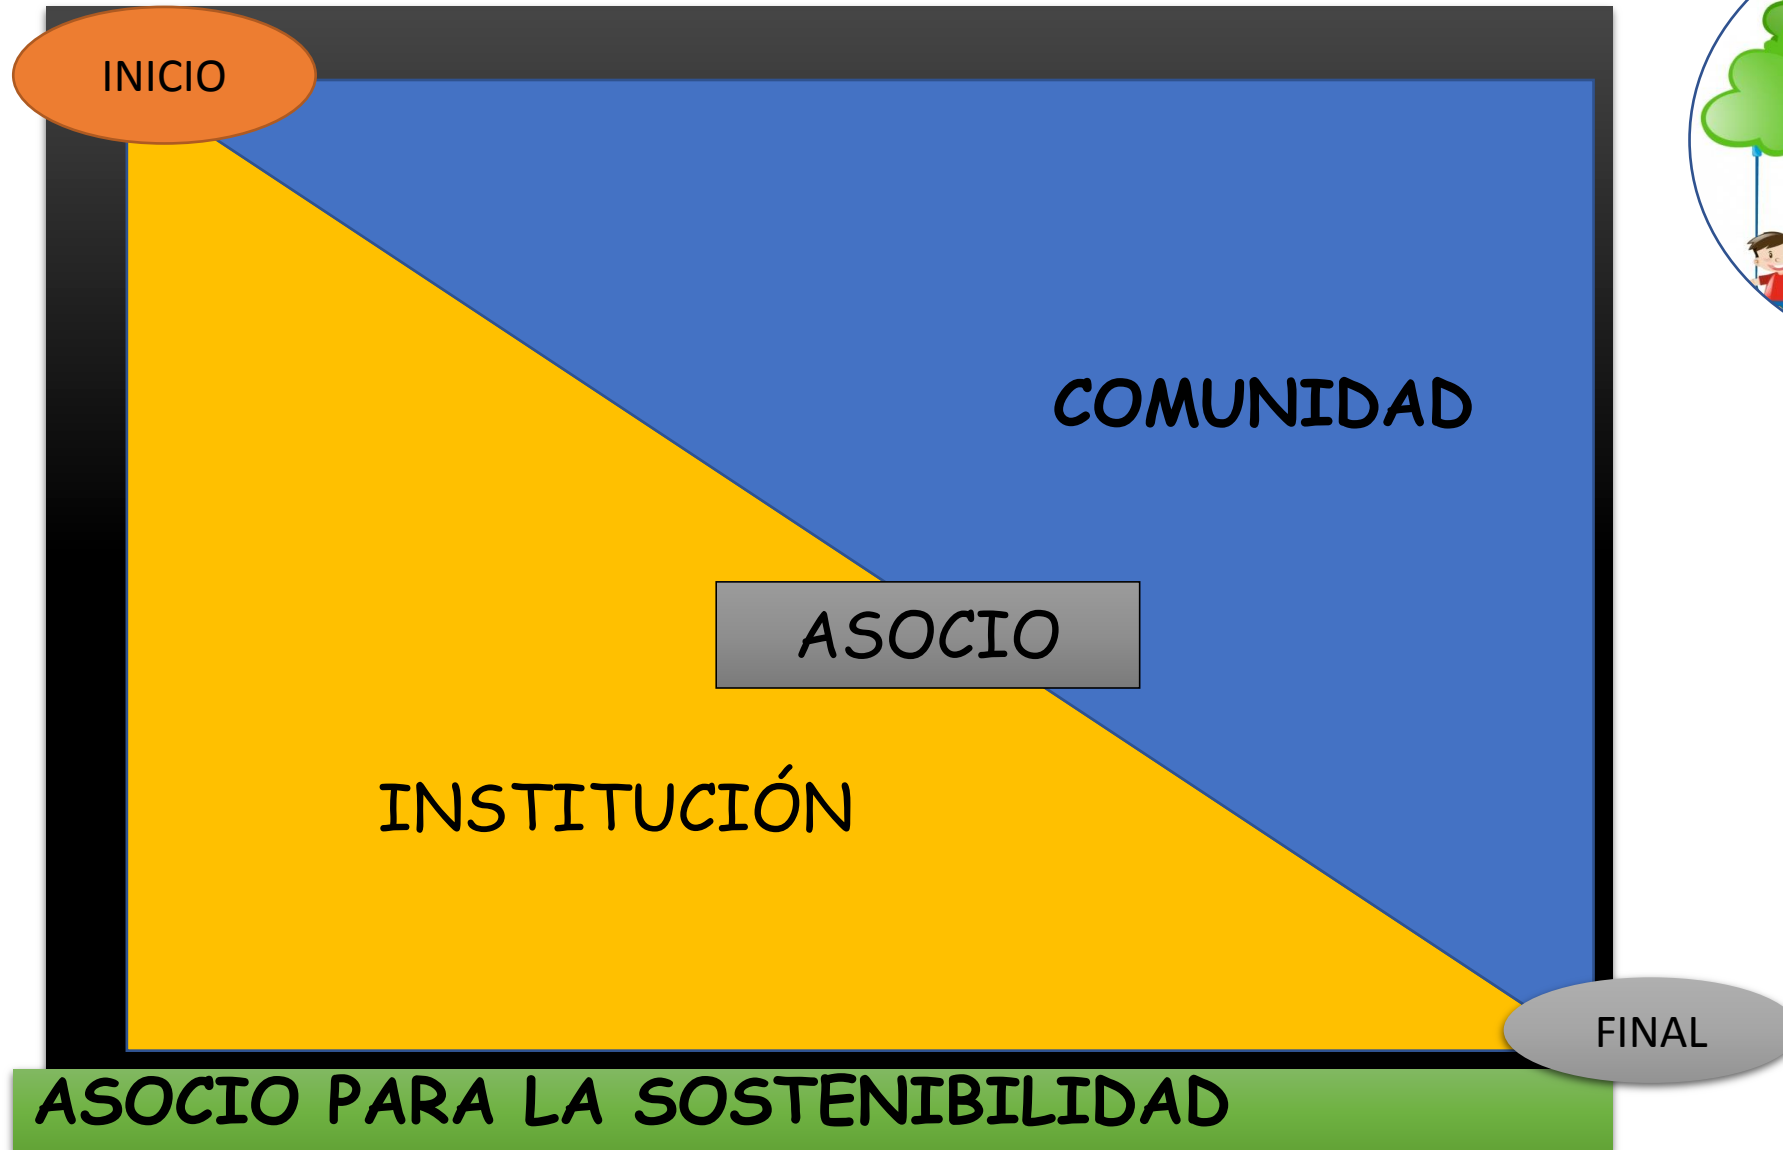 INICIO
COMUNIDAD
ASOCIO
INSTITUCIÓN
FINAL
ASOCIO PARA LA SOSTENIBILIDAD